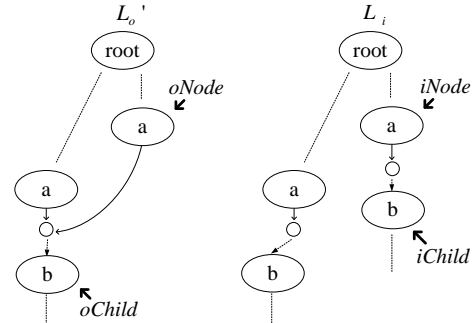 Lo' Li
root root
oNode iNode
a a
a a
b
b b
iChild
oChild